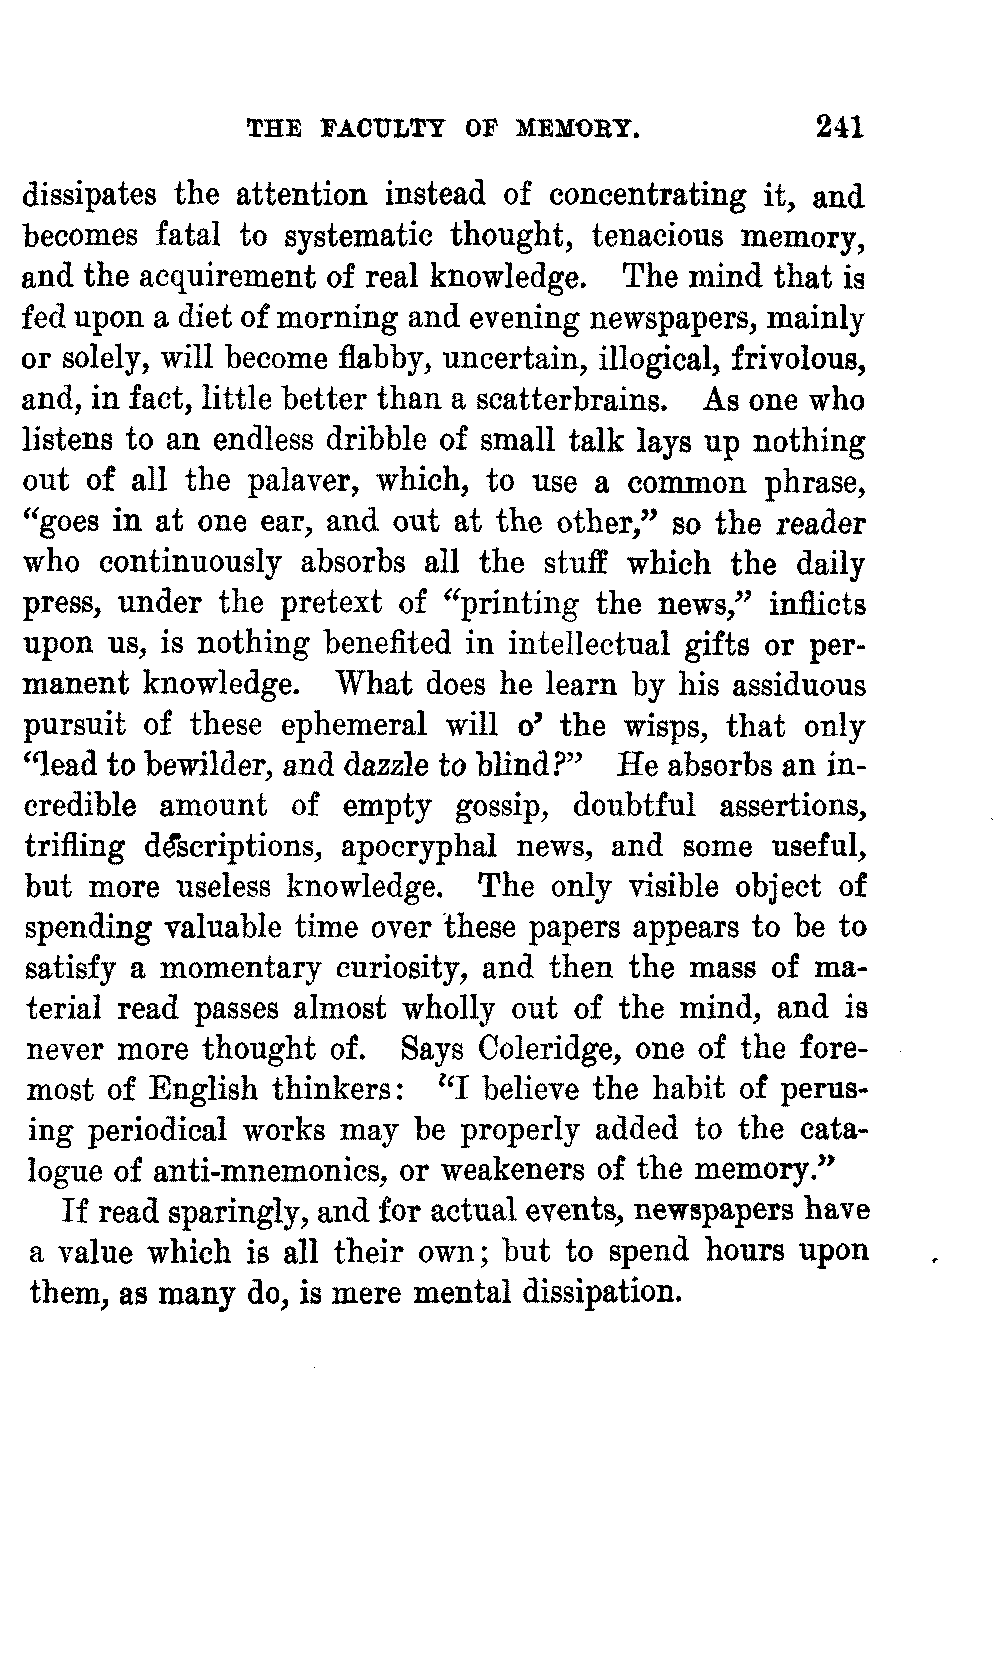 THE FACULTY OF MEMORY. 241
dissipates the attention instead of concentrating it, and
becomes fatal to systematic thought, tenacious memory,
and the acquirement of real knowledge. The mind that is
fed upon a diet of morning and evening newspapers, mainly
or solely, will become flabby, uncertain, illogical, frivolous,
and, in fact, little better than a scatterbrains. As one who
listens to an endless dribble of small talk lays up nothing
out of all the palaver, which, to use a common phrase,
“goes in at one ear, and out at the other,” so the reader
who continuously absorbs all the stuff which the daily
press, under the pretext of “printing the news,” inflicts
upon us, is nothing benefited in intellectual gifts or per-
manent knowledge. What does he learn by his assiduous
pursuit of these ephemeral will o’ the wisps, that only
“lead to bewilder, and dazzle to blind?” He absorbs an in-
credible amount of empty gossip, doubtful assertions,
trifling descriptions, apocryphal news, and some useful,
but more useless knowledge. The only visible object of
spending valuable time over these papers appears to be to
satisfy a momentary curiosity, and then the mass of ma-
terial read passes almost wholly out of the mind, and is
never more thought of. Says Coleridge, one of the fore-
most of English thinkers: “I believe the habit of perus-
ing periodical works may be properly added to the cata-
logue of anti-mnemonics, or weakeners of the memory.”
If read sparingly, and for actual events, newspapers have
a value which is all their own; but to spend hours upon
them, as many do, is mere mental dissipation.